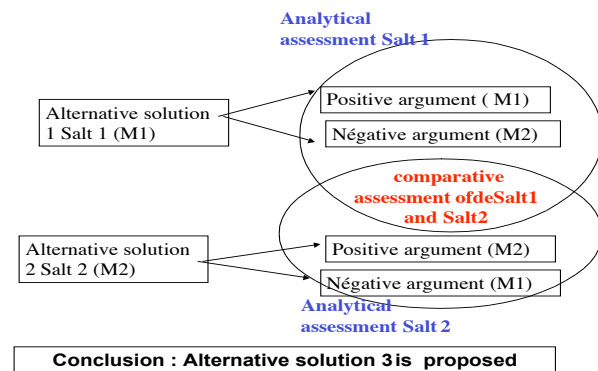 Analytical
assessment Salt 1
Positive argument ( M1)
Alternative solution
1 Salt 1 (M1)
Négative argument (M2)
comparative
assessment ofdeSalt1
and Salt2
Alternative solution
2 Salt 2 (M2)
Positive argument (M2)
Négative argument (M1)
Analytical
assessment Salt 2
Conclusion : Alternative solution 3 is proposed